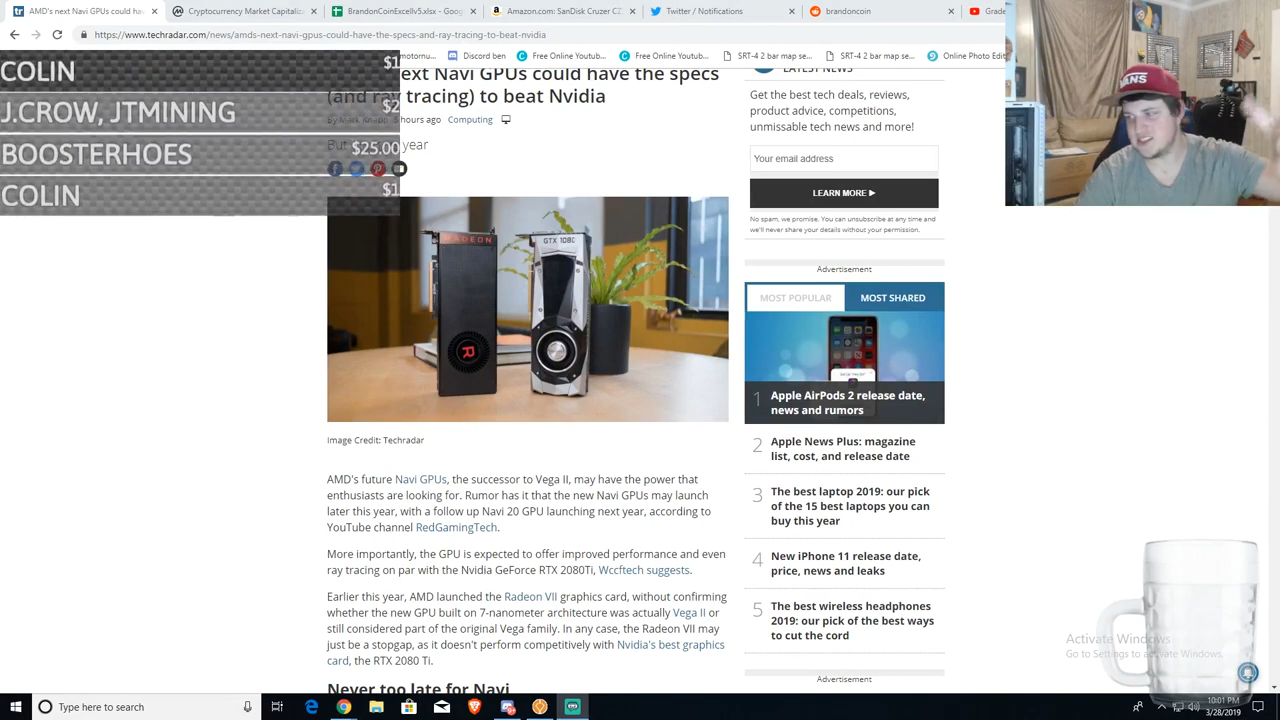 AMD's next Navi GPUs could have
Cryptocurrency Market Capitaliz
BrandonCoinExcellv5.xlsx - Goog
Amazon.com: SanDisk Cruzer CZ
Twitter / Notifications
brandoncoin
Grade
https://www.techradar.com/news/amds-next-navi-gpus-could-have-the-specs-and-ray-tracing-to-beat-nvidia
motornu...
Discord ben
Free Online Youtub...
Free Online Youtub...
SRT-4 2 bar map se...
SRT-4 2 bar map se...
Online Photo Edit
COLIN $1
J.CROW, JTMINING $2
BOOSTERHOES $25.00
COLIN $1
next Navi GPUs could have the specs
(and ray tracing) to beat Nvidia
By Mark Knapp 5 hours ago Computing
But year
Image Credit: Techradar
AMD's future Navi GPUs, the successor to Vega II, may have the power that
enthusiasts are looking for. Rumor has it that the new Navi GPUs may launch
later this year, with a follow up Navi 20 GPU launching next year, according to
YouTube channel RedGamingTech.
More importantly, the GPU is expected to offer improved performance and even
ray tracing on par with the Nvidia GeForce RTX 2080Ti, Wccftech suggests.
Earlier this year, AMD launched the Radeon VII graphics card, without confirming
whether the new GPU built on 7-nanometer architecture was actually Vega II or
still considered part of the original Vega family. In any case, the Radeon VII may
just be a stopgap, as it doesn't perform competitively with Nvidia's best graphics
card, the RTX 2080 Ti.
Never too late for Navi
LATEST NEWS
Get the best tech deals, reviews,
product advice, competitions,
unmissable tech news and more!
Your email address
LEARN MORE ▶
No spam, we promise. You can unsubscribe at any time and
we'll never share your details without your permission.
Advertisement
MOST POPULAR
MOST SHARED
1 Apple AirPods 2 release date,
news and rumors
2 Apple News Plus: magazine
list, cost, and release date
3 The best laptop 2019: our pick
of the 15 best laptops you can
buy this year
4 New iPhone 11 release date,
price, news and leaks
5 The best wireless headphones
2019: our pick of the best ways
to cut the cord
Advertisement
RADEON
GTX 1080
R
VANS
Activate Windows
Go to Settings to activate Windows.
Type here to search
10:01 PM
3/28/2019